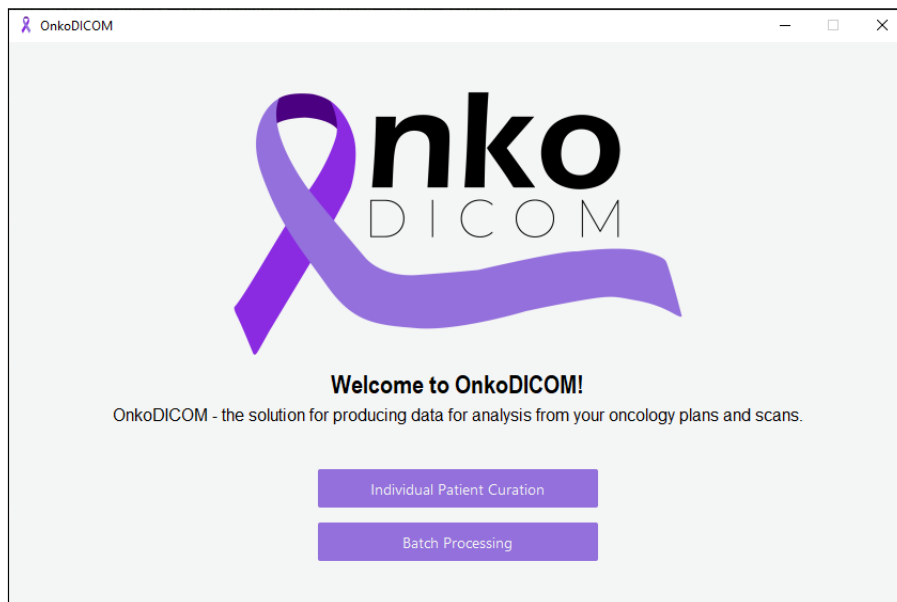 OnkoDICOM
nko
DICOM
Welcome to OnkoDICOM!
OnkoDICOM - the solution for producing data for analysis from your oncology plans and scans.
Individual Patient Curation
Batch Processing